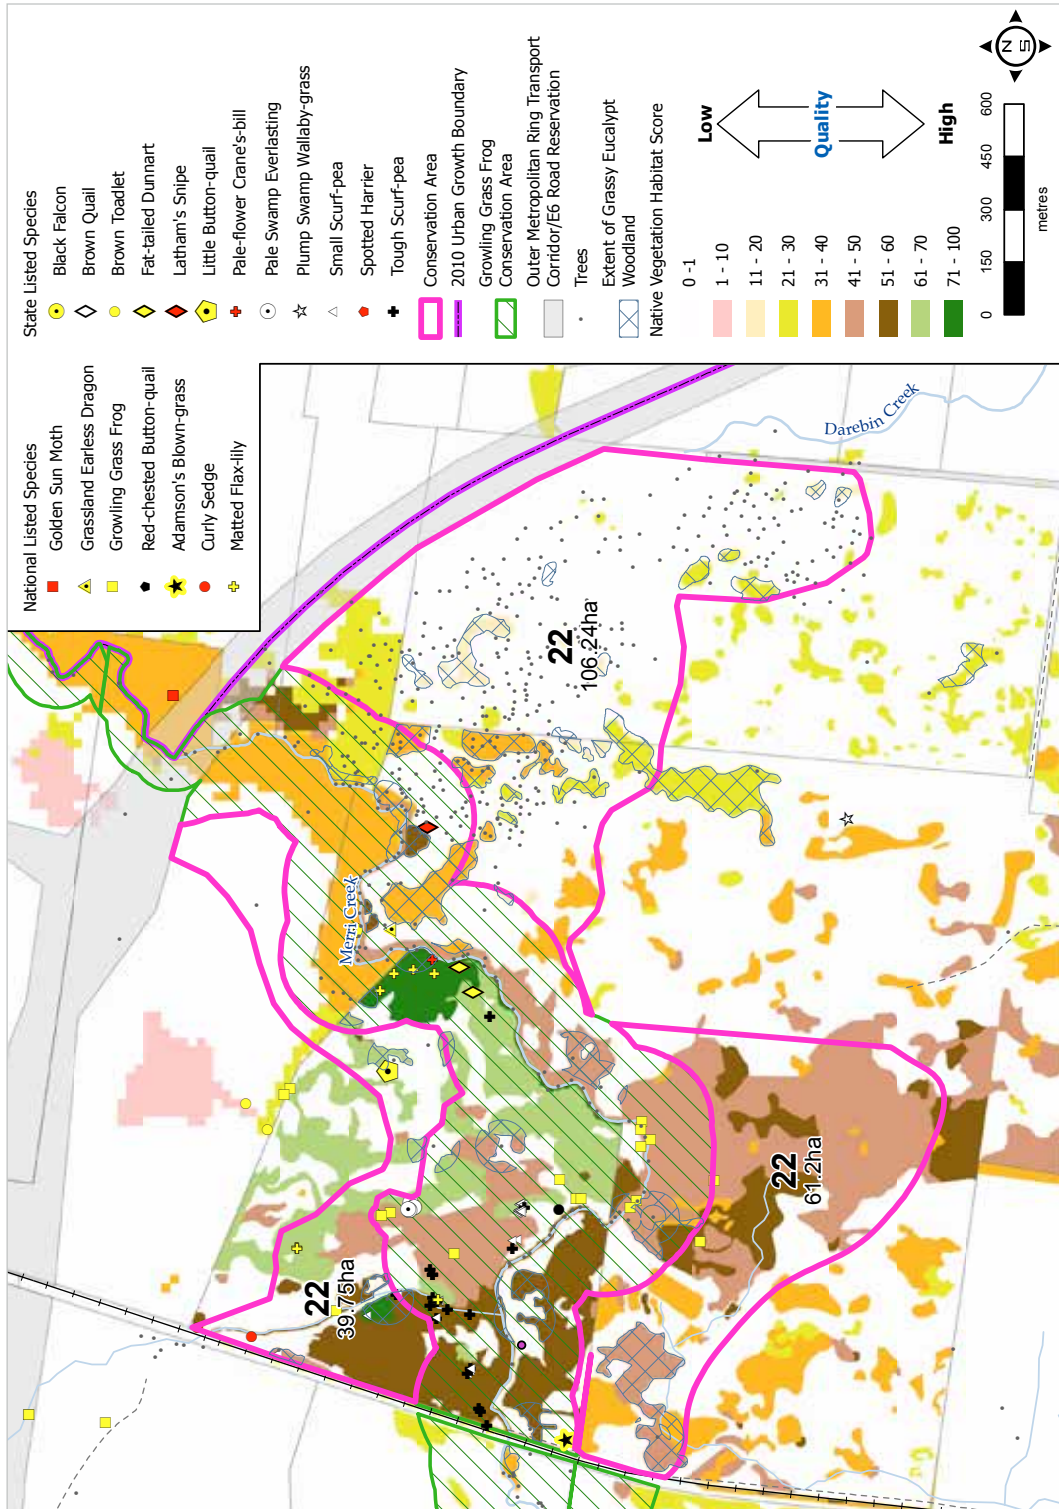 National Listed Species
Golden Sun Moth
Grassland Earless Dragon
Growling Grass Frog
Red-chested Button-quail
Adamson's Blown-grass
Curly Sedge
Matted Flax-lily
State Listed Species
Black Falcon
Brown Quail
Brown Toadlet
Fat-tailed Dunnart
Latham's Snipe
Little Button-quail
Pale-flower Crane's-bill
Pale Swamp Everlasting
Plump Swamp Wallaby-grass
Small Scurf-pea
Spotted Harrier
Tough Scurf-pea
Conservation Area
2010 Urban Growth Boundary
Growling Grass Frog
Conservation Area
Outer Metropolitan Ring Transport
Corridor/E6 Road Reservation
Trees
Extent of Grassy Eucalypt
Woodland
Native Vegetation Habitat Score
0 -1
1 - 10
11 - 20
21 - 30
31 - 40
41 - 50
51 - 60
61 - 70
71 - 100
Low
Quality
High
N
S
0 150 300 450 600
metres
Merri Creek
Darebin Creek
22
39.75ha
22
106.24ha
22
61.2ha